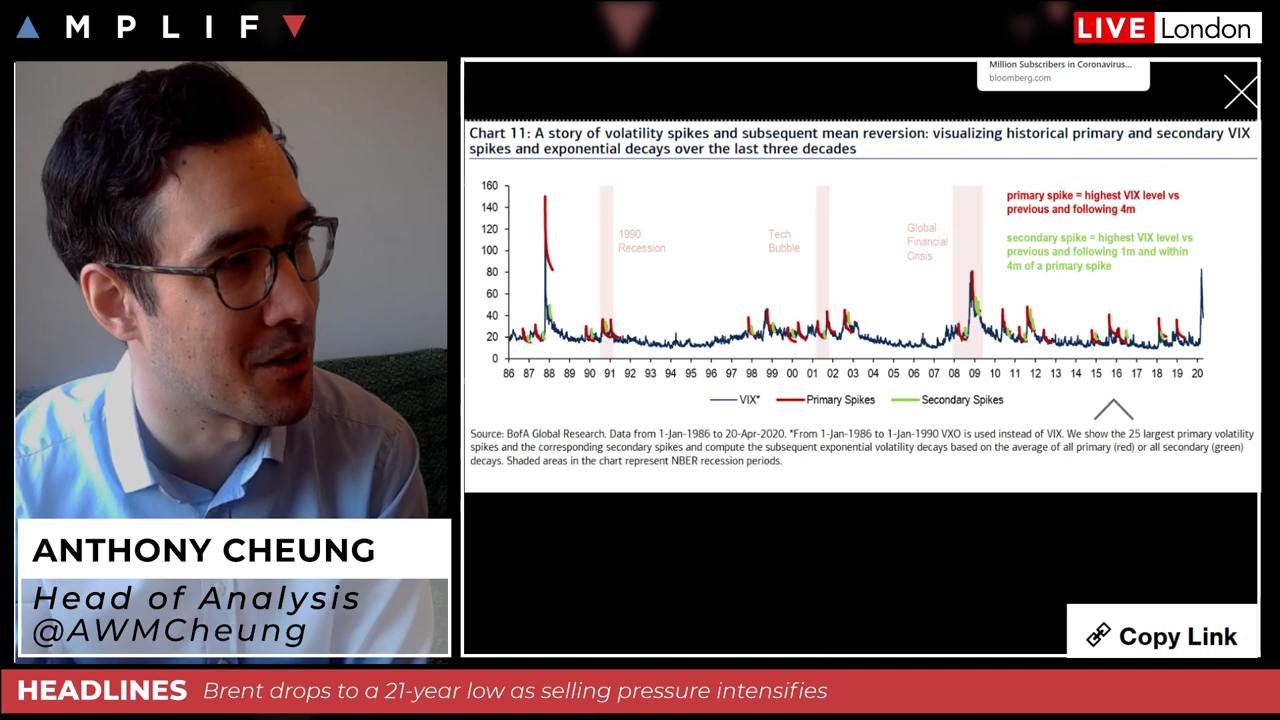 ▲ M P L I F ▼
LIVE London
Million Subscribers in Coronavirus...
bloomberg.com
Chart 11: A story of volatility spikes and subsequent mean reversion: visualizing historical primary and secondary VIX
spikes and exponential decays over the last three decades
160
140
120
100
80
60
40
20
0
primary spike = highest VIX level vs
previous and following 4m
secondary spike = highest VIX level vs
previous and following 1m and within
4m of a primary spike
1990
Recession
Tech
Bubble
Global
Financial
Crisis
86 87 88 89 90 91 92 93 94 95 96 97 98 99 00 01 02 03 04 05 06 07 08 09 10 11 12 13 14 15 16 17 18 19 20
VIX* Primary Spikes Secondary Spikes
Source: BofA Global Research. Data from 1-Jan-1986 to 20-Apr-2020. *From 1-Jan-1986 to 1-Jan-1990 VXO is used instead of VIX. We show the 25 largest primary volatility
spikes and the corresponding secondary spikes and compute the subsequent exponential volatility decays based on the average of all primary (red) or all secondary (green)
decays. Shaded areas in the chart represent NBER recession periods.
ANTHONY CHEUNG
Head of Analysis
@AWMCheung
Copy Link
HEADLINES Brent drops to a 21-year low as selling pressure intensifies